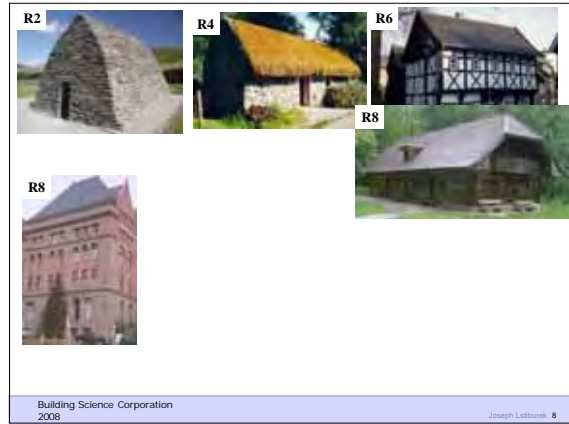 R2
R4
R6
R8
R8
Building Science Corporation
2008
Joseph Lstiburek 8